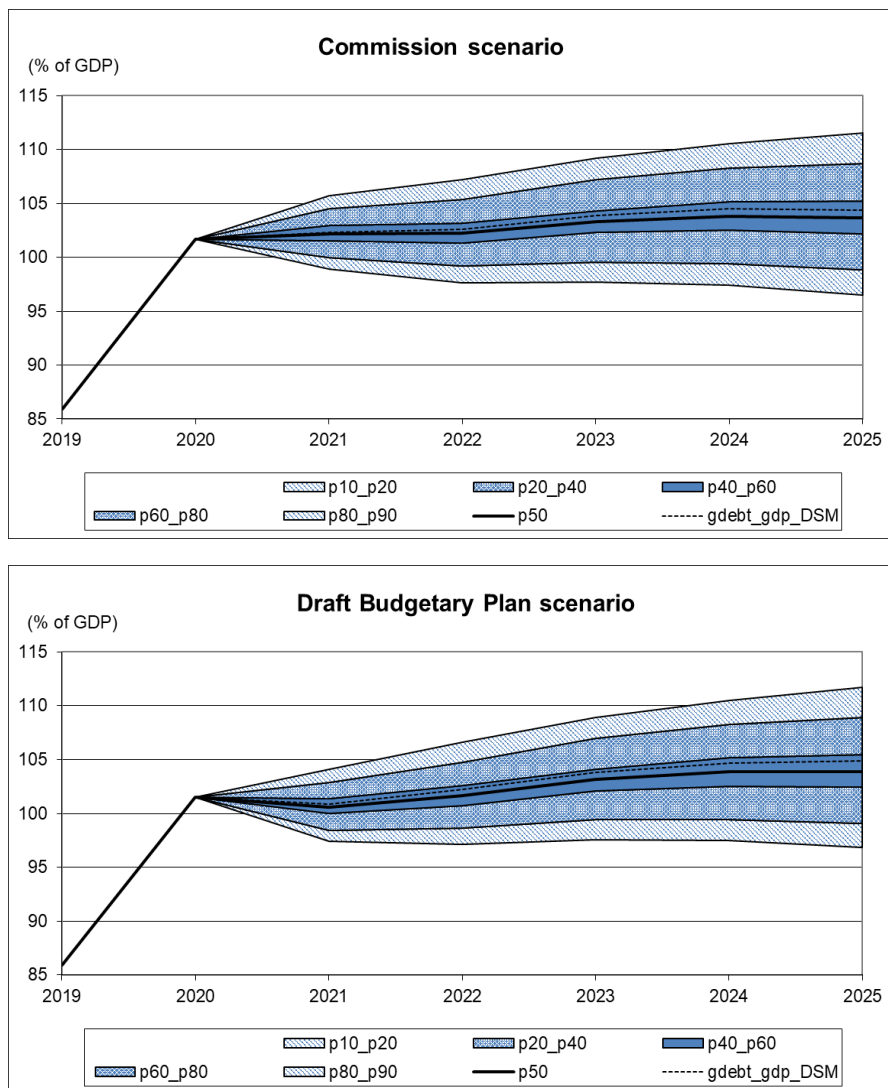 Commission scenario
(% of GDP)
115
110
105
100
95
90
85
2019 2020 2021 2022 2023 2024 2025
p10_p20 p20_p40 p40_p60
p60_p80 p80_p90 p50 gdebt_gdp_DSM
Draft Budgetary Plan scenario
(% of GDP)
115
110
105
100
95
90
85
2019 2020 2021 2022 2023 2024 2025
p10_p20 p20_p40 p40_p60
p60_p80 p80_p90 p50 gdebt_gdp_DSM